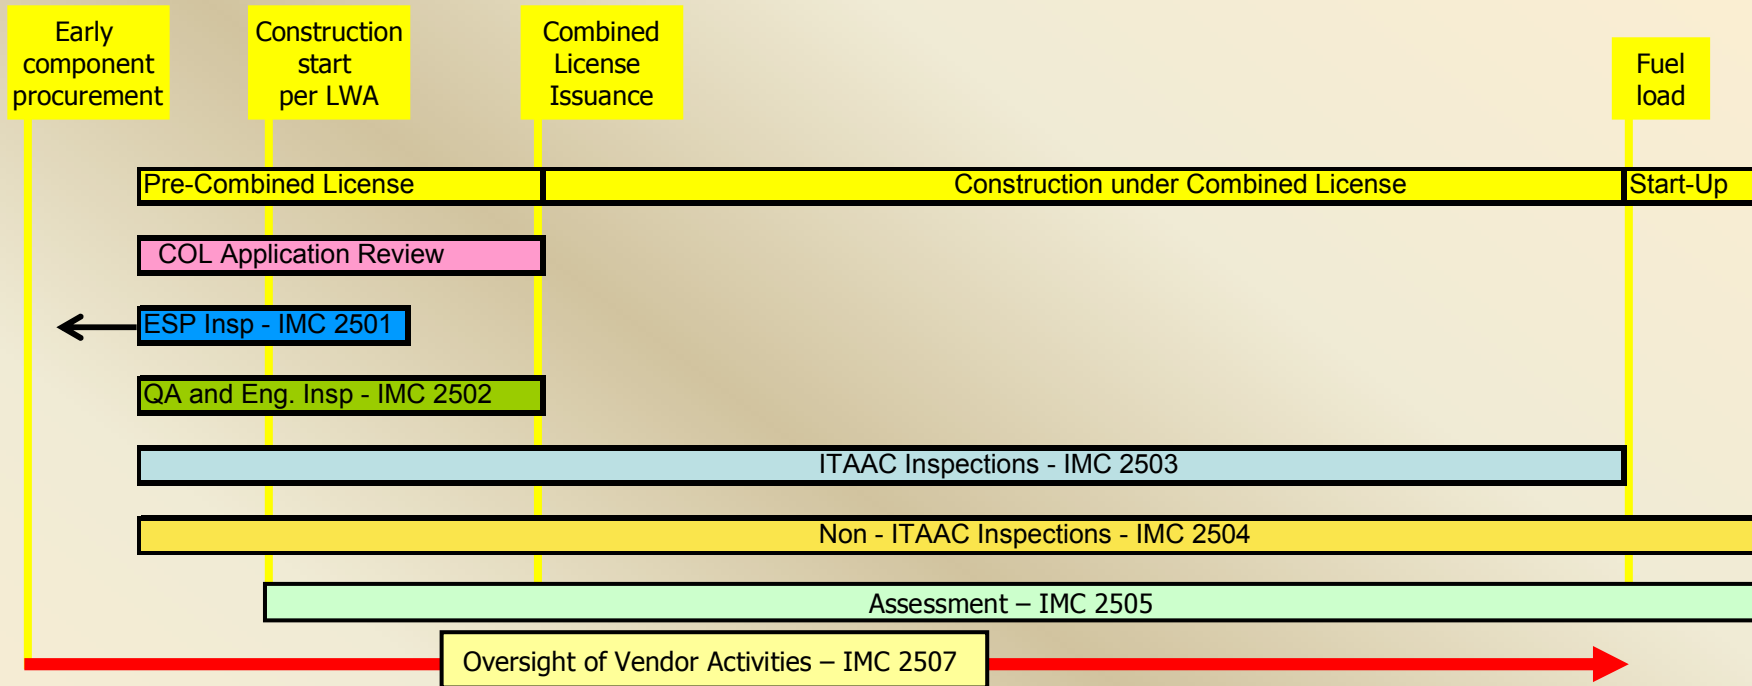 Early
component
procurement
Construction
start
per LWA
Combined
License
Issuance
Fuel
load
Pre-Combined License
Construction under Combined License
Start-Up
COL Application Review
ESP Insp - IMC 2501
QA and Eng. Insp - IMC 2502
ITAAC Inspections - IMC 2503
Non - ITAAC Inspections - IMC 2504
Assessment – IMC 2505
Oversight of Vendor Activities – IMC 2507